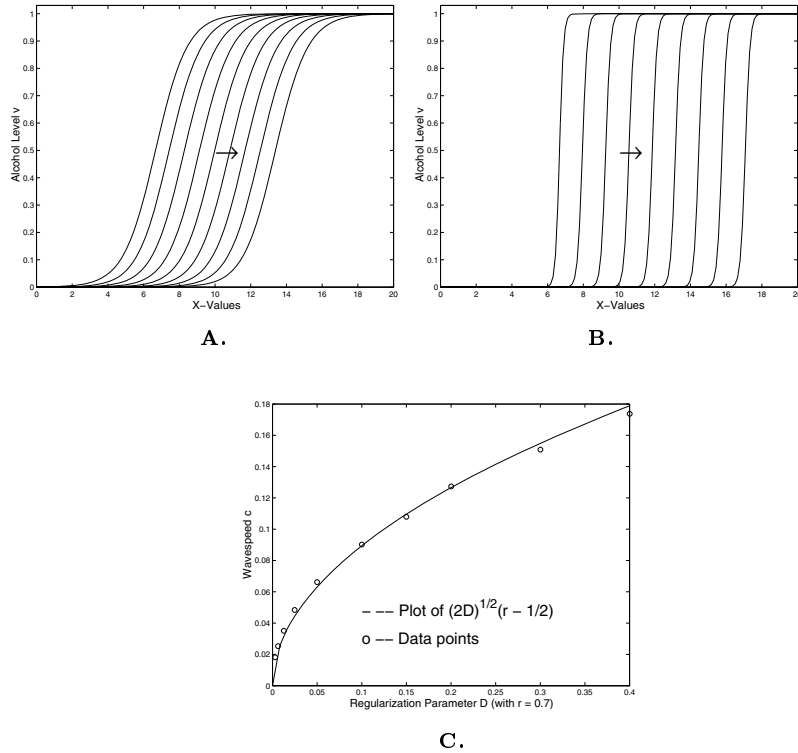 1
0.9
0.8
0.7
0.6
0.5
0.4
0.3
0.2
0.1
0
Alcohol Level v
0 2 4 6 8 10 12 14 16 18 20
X-Values
A.
1
0.9
0.8
0.7
0.6
0.5
0.4
0.3
0.2
0.1
0
Alcohol Level v
0 2 4 6 8 10 12 14 16 18 20
X-Values
B.
0.18
0.16
0.14
0.12
0.1
0.08
0.06
0.04
0.02
0
Wavespeed c
– –– Plot of (2D)^1/2(r – 1/2)
o –– Data points
0 0.05 0.1 0.15 0.2 0.25 0.3 0.35 0.4
Regularization Parameter D (with r = 0.7)
C.